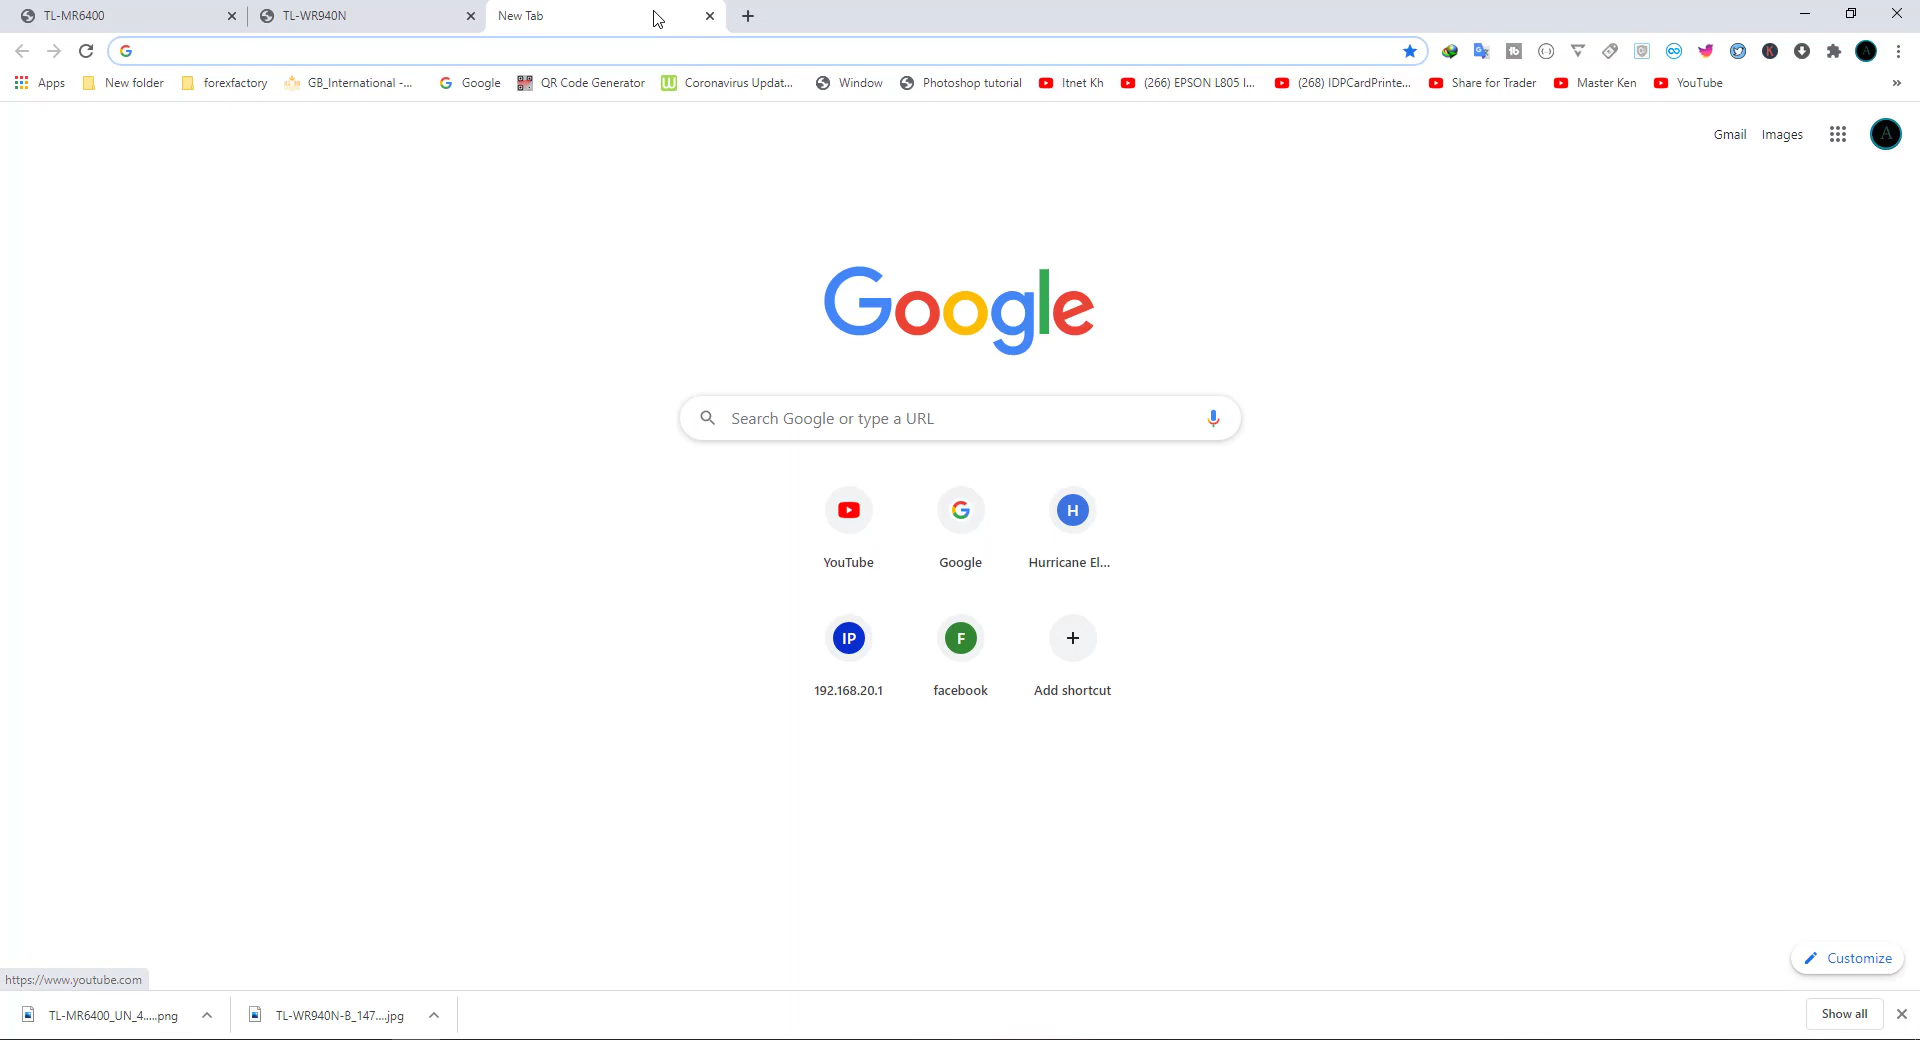 TL-MR6400
TL-WR940N
New Tab
Apps
New folder
forexfactory
GB_International -...
Google
QR Code Generator
Coronavirus Updat...
Window
Photoshop tutorial
Itnet Kh
(266) EPSON L805 I...
(268) IDPCardPrinte...
Share for Trader
Master Ken
YouTube
»
Gmail
Images
A
Google
Search Google or type a URL
H
YouTube
Google
Hurricane El...
IP
F
192.168.20.1
facebook
Add shortcut
Customize
https://www.youtube.com
TL-MR6400_UN_4.....png
TL-WR940N-B_147....jpg
Show all